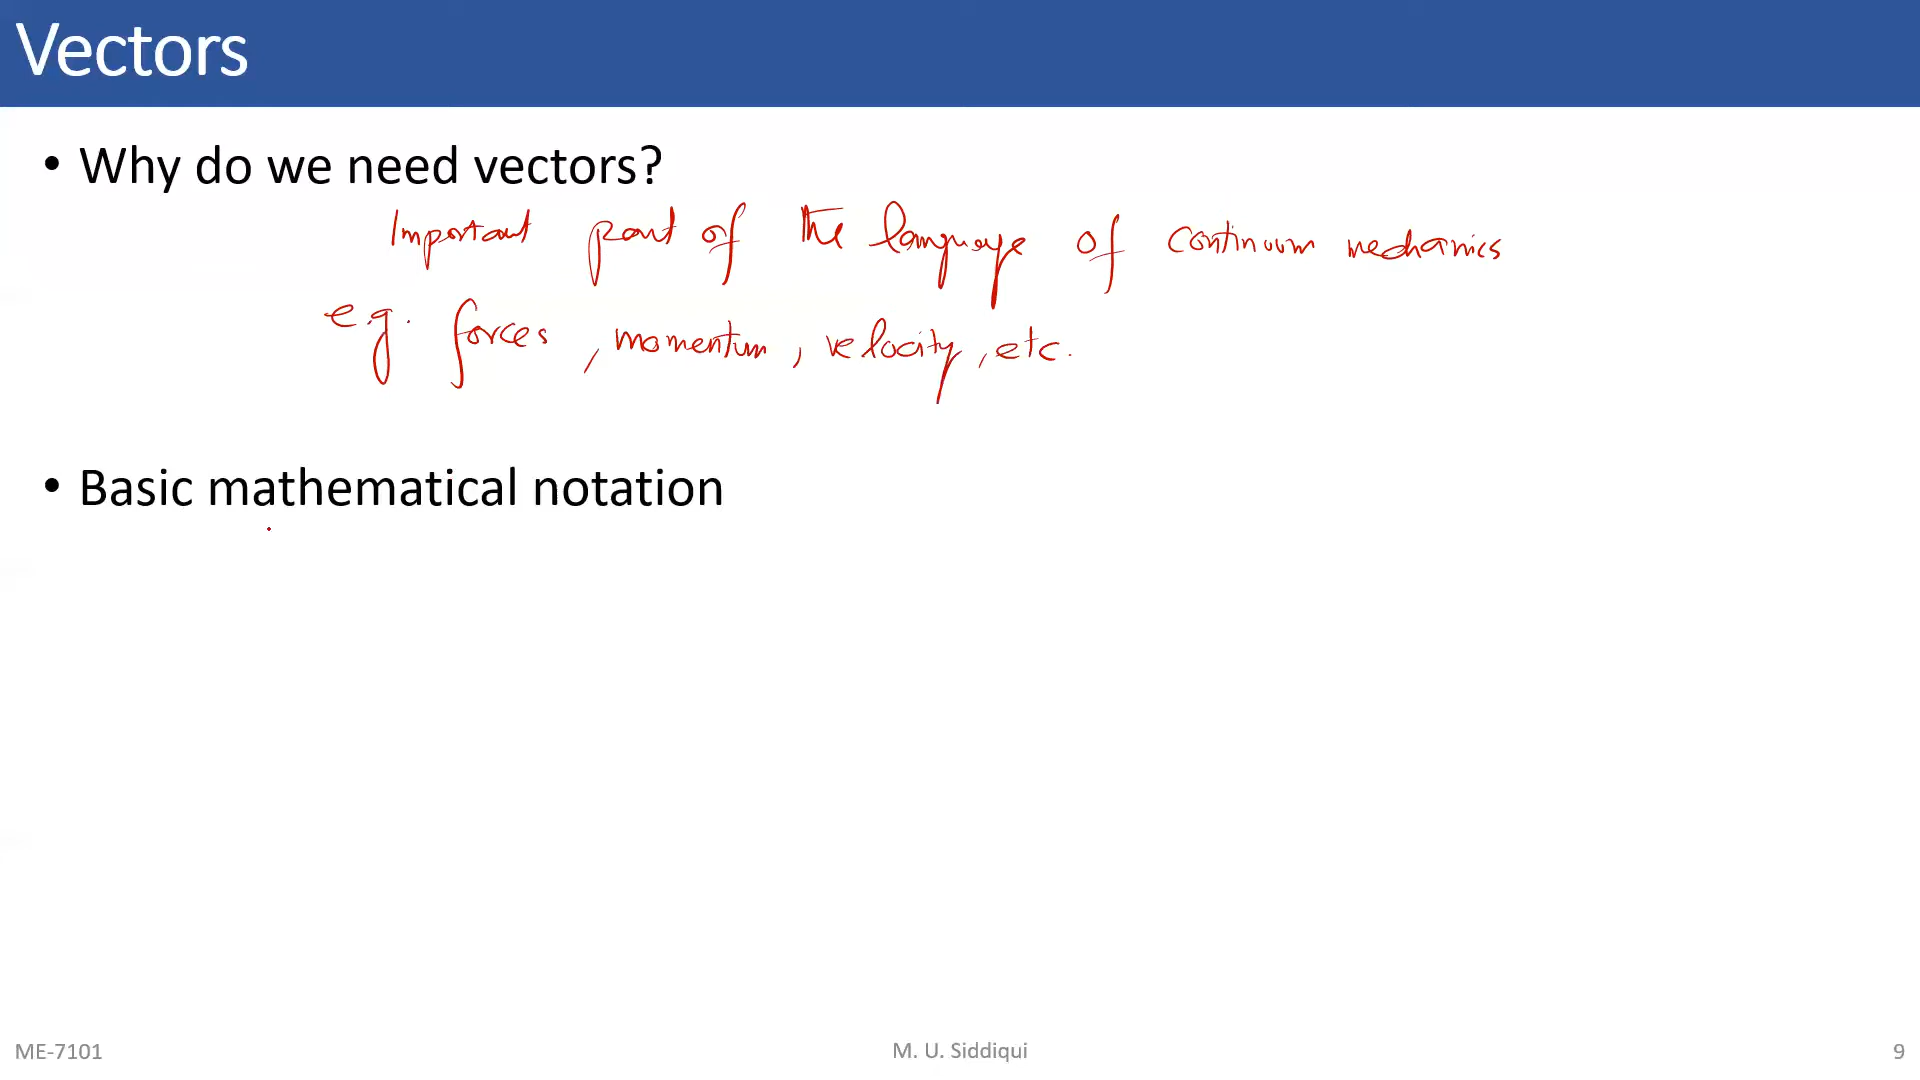 Vectors
• Why do we need vectors?
Important part of the language of continuum mechanics
e.g. forces, momentum, velocity, etc.
• Basic mathematical notation
ME-7101
M. U. Siddiqui
9